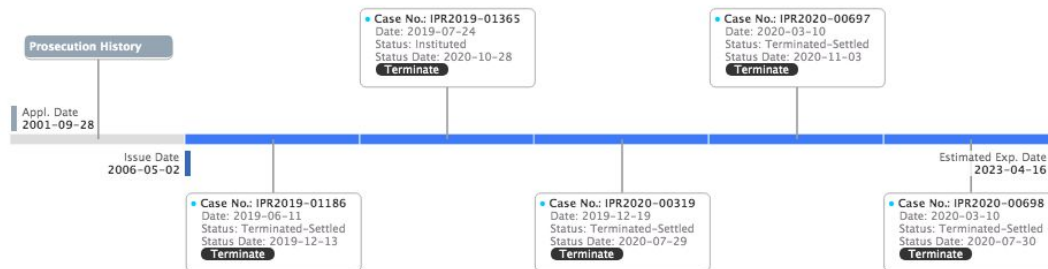 Case No.: IPR2019-01365
Date: 2019-07-24
Status: Instituted
Status Date: 2020-10-28
Terminate
Case No.: IPR2020-00697
Date: 2020-03-10
Status: Terminated-Settled
Status Date: 2020-11-03
Terminate
Prosecution History
Appl. Date
2001-09-28
Issue Date
2006-05-02
Estimated Exp. Date
2023-04-16
Case No.: IPR2019-01186
Date: 2019-06-11
Status: Terminated-Settled
Status Date: 2019-12-13
Terminate
Case No.: IPR2020-00319
Date: 2019-12-19
Status: Terminated-Settled
Status Date: 2020-07-29
Terminate
Case No.: IPR2020-00698
Date: 2020-03-10
Status: Terminated-Settled
Status Date: 2020-07-30
Terminate